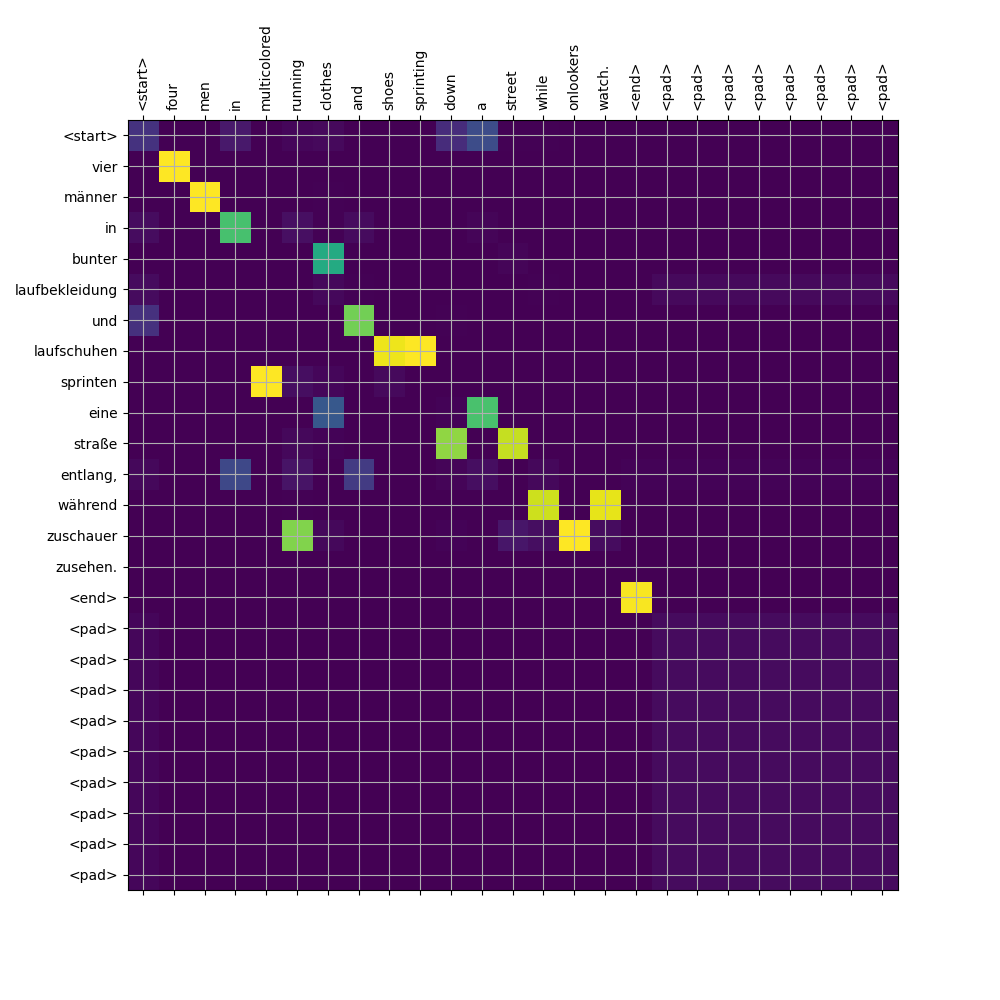 <start>
four
men
in
multicolored
running
clothes
and
shoes
sprinting
down
a
street
while
onlookers
watch.
<end>
<pad>
<pad>
<pad>
<pad>
<pad>
<pad>
<pad>
<pad>
<start>
vier
männer
in
bunter
laufbekleidung
und
laufschuhen
sprinten
eine
straße
entlang,
während
zuschauer
zusehen.
<end>
<pad>
<pad>
<pad>
<pad>
<pad>
<pad>
<pad>
<pad>
<pad>